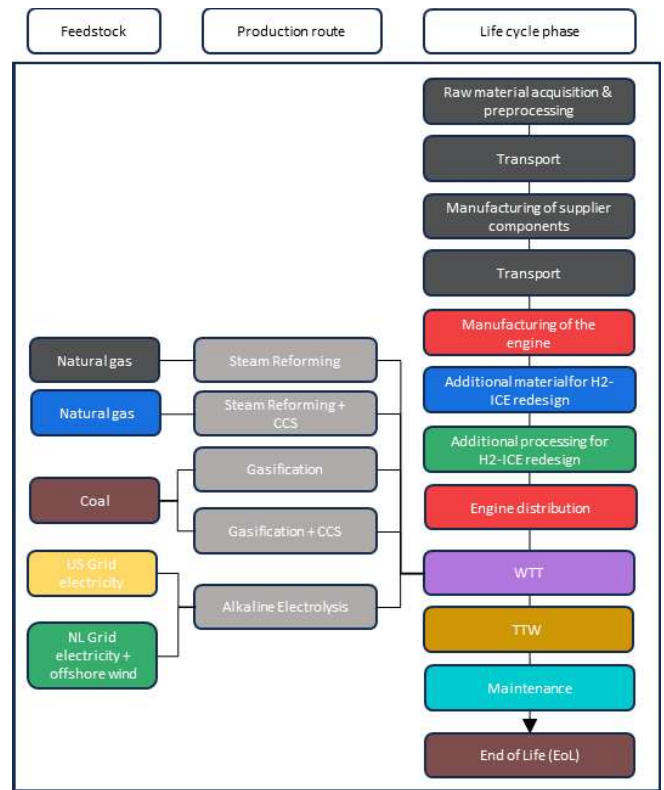 Feedstock
Production route
Life cycle phase
Raw material acquisition &
preprocessing
Transport
Manufacturing of supplier
components
Transport
Manufacturing of the
engine
Natural gas
Steam Reforming
Additional materialfor H2-
ICE redesign
Natural gas
Steam Reforming +
CCS
Additional processing for
H2-ICE redesign
Gasification
Coal
Engine distribution
Gasification + CCS
US Grid
electricity
WTT
Alkaline Electrolysis
TTW
NL Grid
electricity +
offshore wind
Maintenance
End of Life (EoL)